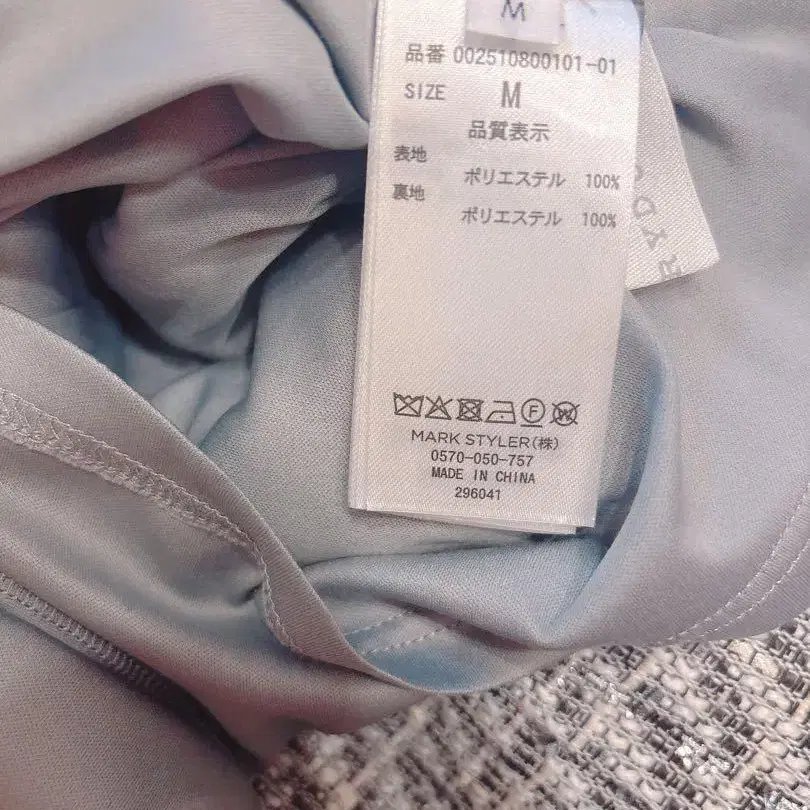 M
品番 002510800101-01
SIZE M
品質表示
表地 ポリエステル 100%
裏地 ポリエステル 100%
MARK STYLER(株)
0570-050-757
MADE IN CHINA
296041